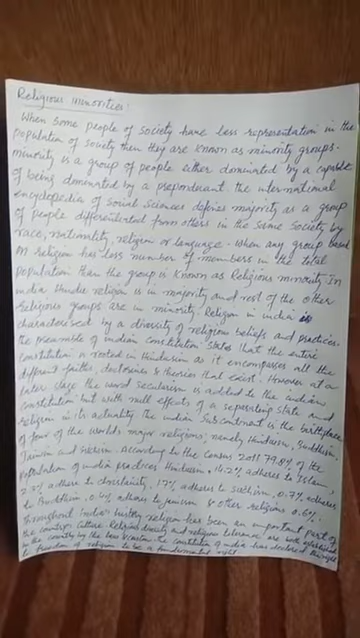 Religious minorities:
When some people of society have less representation in the
population of society then they are known as minority groups.
minority is a group of people either dominated by a capable
of being dominated by a preponduant. the international
encyclopedia of social sciences defines majority as a group
of people differentiated from others in the same society by
race, nationality, religion or language. When any group based
on religion has less number of members in the total
population than the group is known as Religious minority In
india Hindu religion is in majority and rest of the other
religious groups are in minority. Religion in india is
characterised by a diversity of religious beliefs and practices.
the preamble of indian constitution states that the entire
constitution is rooted in Hinduism as it encompasses all the
different faiths, & theories that exist. However at a
later stage the word secularism is added to the indian
constitution but with null effects of a seperating state and
religion in its actuality the indian subcontinent is the birthplace
of four of the worlds major religions; namely Hinduism, Buddhism,
Jainism and Sikhism. According to the Census 2011 79.8% of the
population of india practices Hinduism, 14.2% adheres to Islam,
2.3% adhere to christianity, 1.7% adheres to sikhism, 0.7% adheres
to Buddhism, 0.4% adheres to jainism & other religions 0.6%.
throughout India's history religion has been an important part of
the country's culture. Religious diversity and religious tolerance are both established
in the country by the law the constitution of india has declared the right
to freedom of religion to be a fundamental right